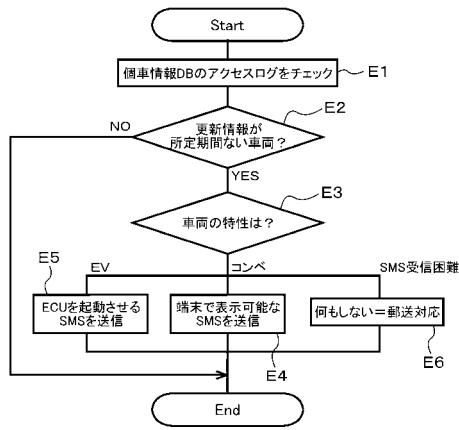 Start
個車情報DBのアクセスログをチェック
E1
E2
NO
更新情報が
所定期間ない車両？
YES
E3
車両の特性は？
E5
EV
コンベ
SMS受信困難
ECUを起動させる
SMSを送信
端末で表示可能な
SMSを送信
何もしない＝郵送対応
E4
E6
End